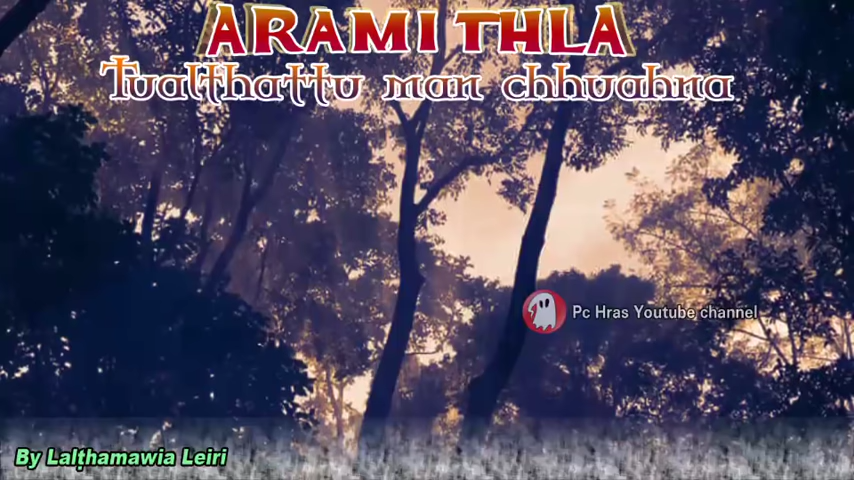 ARAMI THLA
Tualthattu man chhuahna
Pc Hras Youtube channel
By Lalṭhamawia Leiri